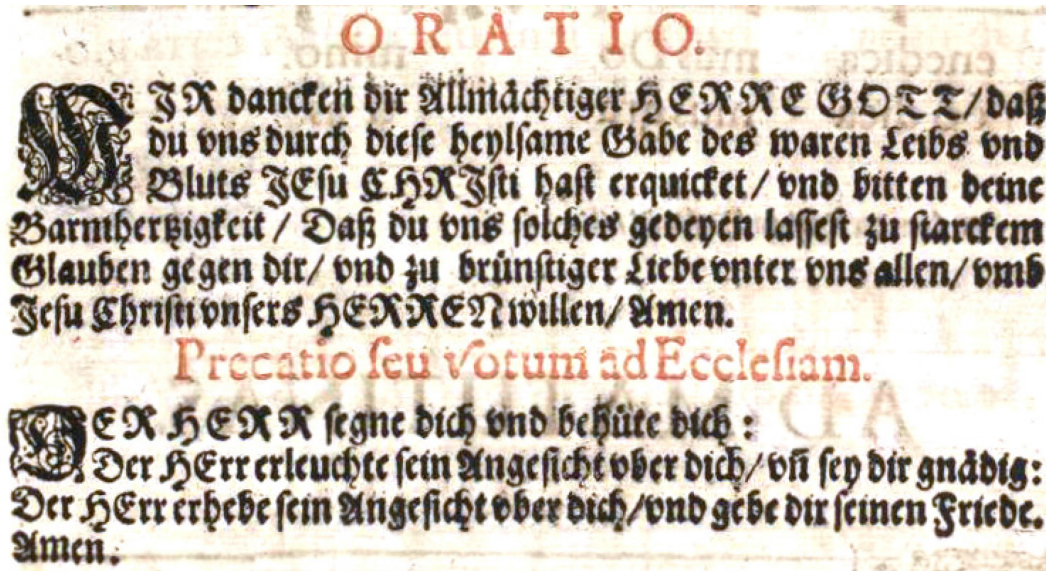 ORATIO.
WIR dancken dir Allmächtiger HERRE GOTT/ daß
du vns durch diese heylsame Gabe des waren Leibs vnd
Bluts JEsu CHRJsti hast erquicket/ vnd bitten deine
Barmhertzigkeit/ Daß du vns solches gedeyen lassest zu starckem
Glauben gegen dir/ vnd zu brünstiger Liebe vnter vns allen/ vmb
Jesu Christi vnsers HERREN willen/ Amen.
Precatio seu Votum ad Ecclesiam.
DER HERR segne dich vnd behüte dich:
Der HErr erleuchte sein Angesicht vber dich/ vñ sey dir gnädig:
Der HErr erhebe sein Angesicht vber dich/ vnd gebe dir seinen Friede.
Amen.